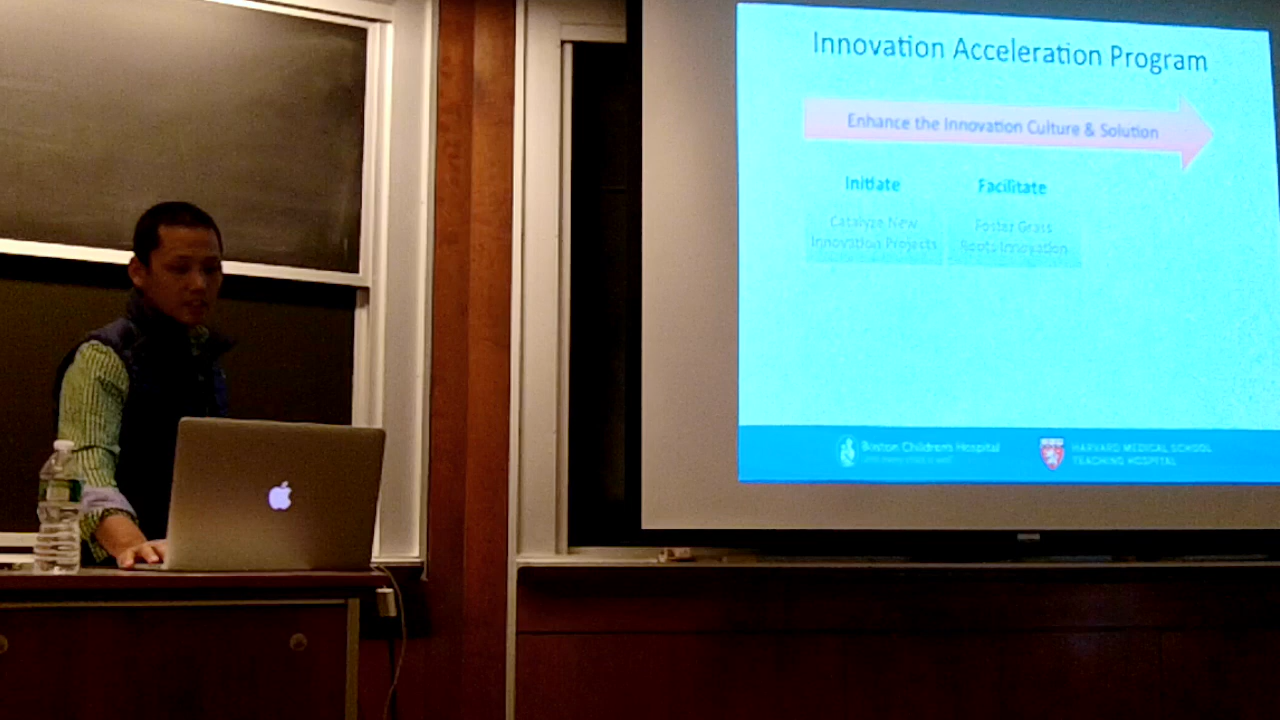 Innovation Acceleration Program
Enhance the Innovation Culture & Solution
Initiate
Facilitate
Catalyze New
Innovation Projects
Foster Grass
Roots Innovation
Boston Children's Hospital
HARVARD MEDICAL SCHOOL
TEACHING HOSPITAL